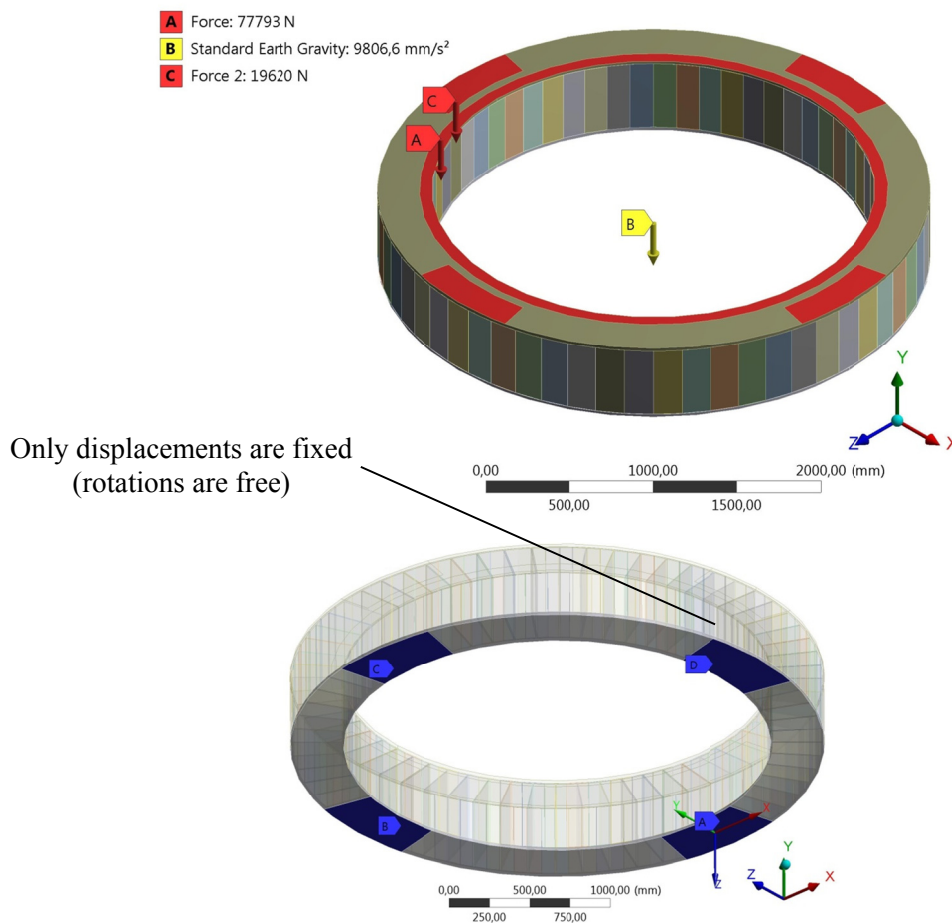 A Force: 77793 N
B Standard Earth Gravity: 9806,6 mm/s²
C Force 2: 19620 N
C
A
B
Y
Z
X
0,00 1000,00 2000,00 (mm)
500,00 1500,00
Only displacements are fixed
(rotations are free)
C
D
B
A
Y
X
Z
Y
Z
X
0,00 500,00 1000,00 (mm)
250,00 750,00